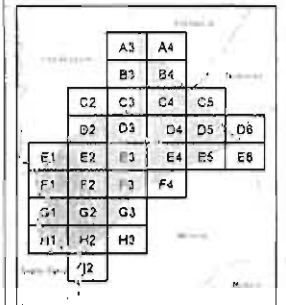 A3 A4
B3 B4
C2 C3 C4 C5
D2 D3 D4 D5 D6
E1 E2 E3 E4 E5 E6
F1 F2 F3 F4
G1 G2 G3
H1 H2 H3
J2